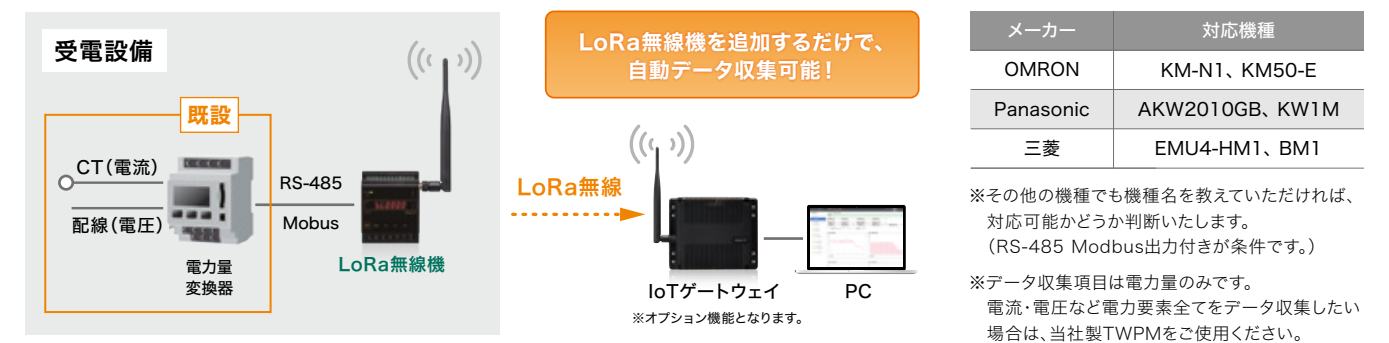 受電設備
既設
CT(電流)
配線(電圧)
電力量
変換器
RS-485
Mobus
LoRa無線機
LoRa無線機を追加するだけで、
自動データ収集可能!
LoRa無線
IoTゲートウェイ
※オプション機能となります。
PC
メーカー 対応機種
OMRON KM-N1、KM50-E
Panasonic AKW2010GB、KW1M
三菱 EMU4-HM1、BM1
※その他の機種でも機種名を教えていただければ、
対応可能かどうか判断いたします。
(RS-485 Modbus出力付きが条件です。)
※データ収集項目は電力量のみです。
電流・電圧など電力要素全てをデータ収集したい
場合は、当社製TWPMをご使用ください。